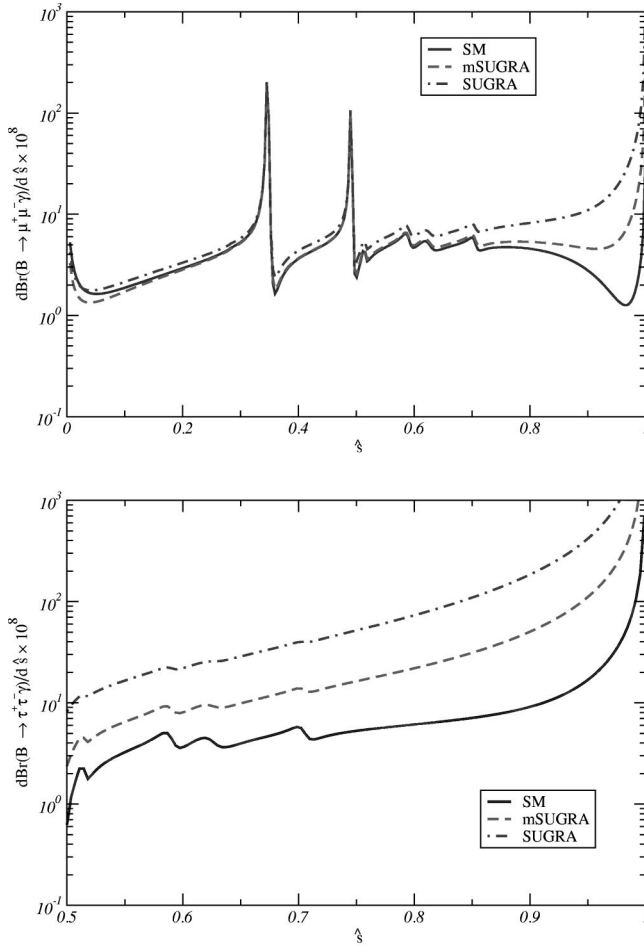 10^3
10^2
10^1
10^0
10^-1
dBr(B → μ^+μ^-γ)/d ŝ × 10^8
SM
mSUGRA
SUGRA
0
0.2
0.4
0.6
0.8
ŝ
10^3
10^2
10^1
10^0
10^-1
dBr(B → τ^+τ^-γ)/d ŝ × 10^8
SM
mSUGRA
SUGRA
0.5
0.6
0.7
0.8
0.9
ŝ